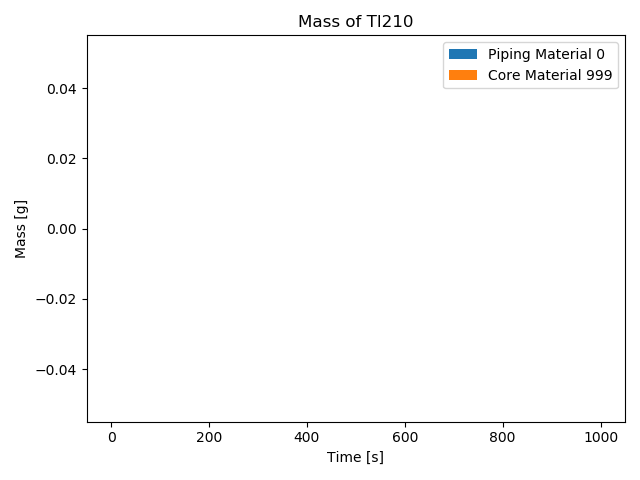 Mass of Tl210
Piping Material 0
Core Material 999
Mass [g]
0.04
0.02
0.00
−0.02
−0.04
0 200 400 600 800 1000
Time [s]